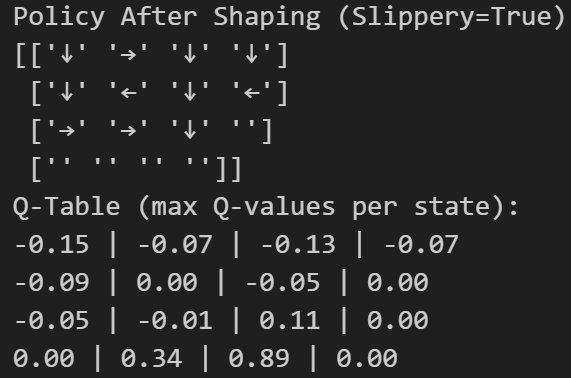 Policy After Shaping (Slippery=True)
[['↓' '→' '↓' '↓']
 ['↓' '←' '↓' '←']
 ['→' '→' '↓' '']
 ['' '' '' '']]
Q-Table (max Q-values per state):
-0.15 | -0.07 | -0.13 | -0.07
-0.09 | 0.00 | -0.05 | 0.00
-0.05 | -0.01 | 0.11 | 0.00
0.00 | 0.34 | 0.89 | 0.00